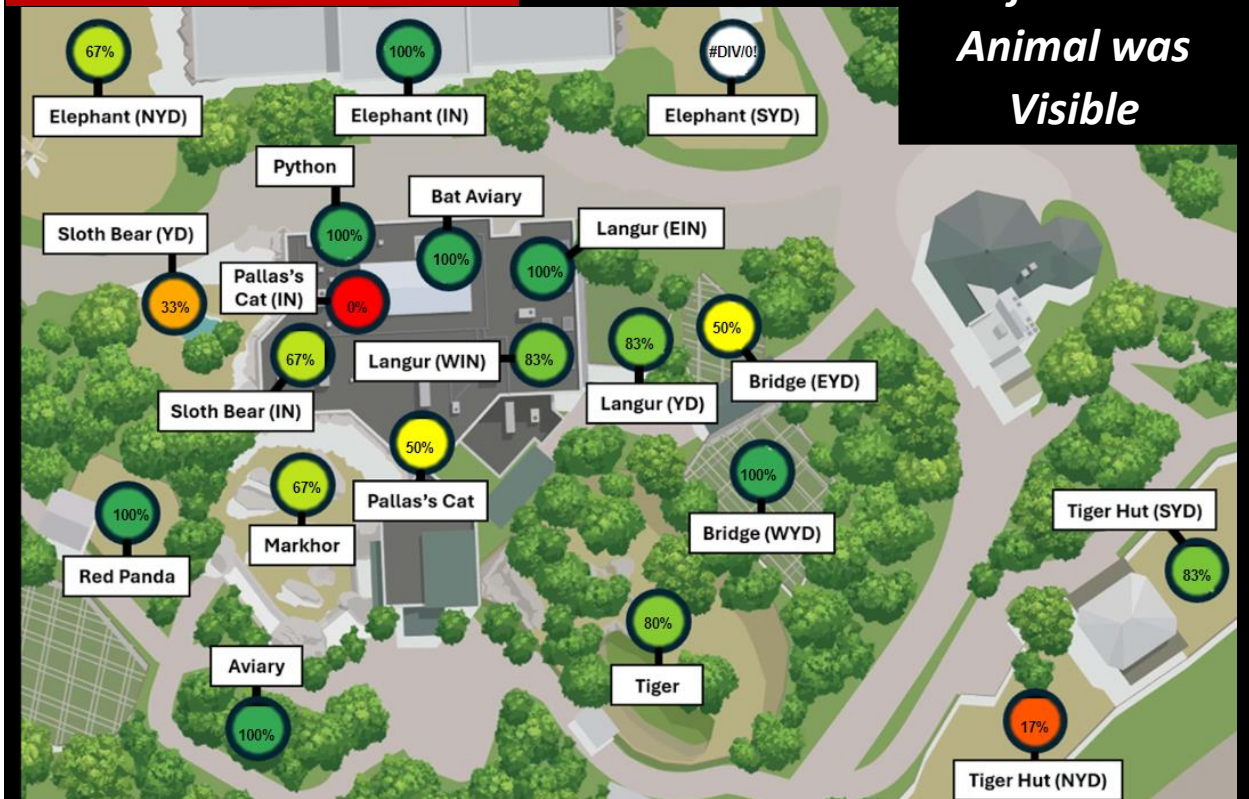 Animal was
Visible
67%
Elephant (NYD)
100%
Elephant (IN)
#DIV/0!
Elephant (SYD)
Python
100%
Bat Aviary
100%
Langur (EIN)
100%
Sloth Bear (YD)
33%
Pallas's
Cat (IN)
0%
67%
Sloth Bear (IN)
Langur (WIN)
83%
83%
Langur (YD)
50%
Bridge (EYD)
50%
Pallas's Cat
67%
Markhor
100%
Red Panda
100%
Bridge (WYD)
Tiger Hut (SYD)
83%
80%
Tiger
Aviary
100%
17%
Tiger Hut (NYD)